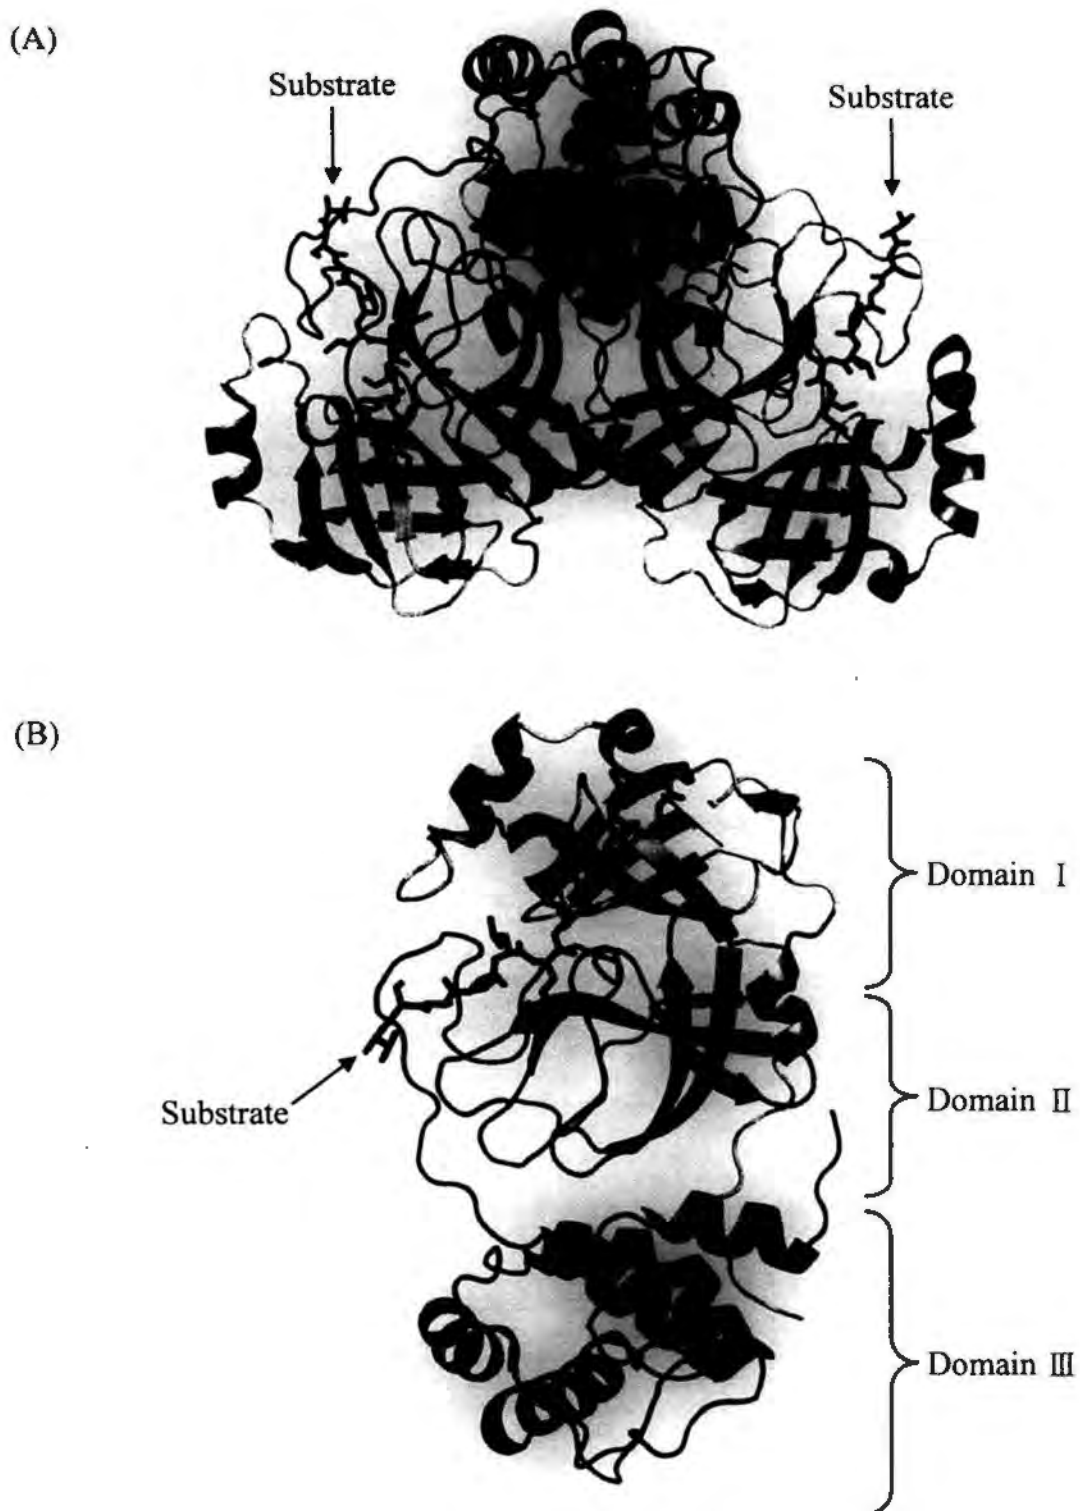 (A)
Substrate
Substrate
(B)
Domain I
Domain II
Substrate
Domain III